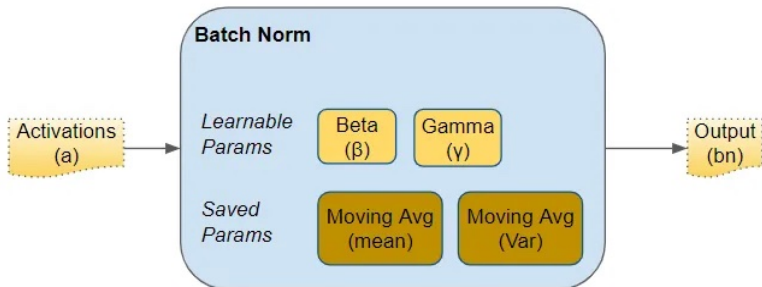 Batch Norm
Activations
(a)
Learnable
Params
Beta
(β)
Gamma
(γ)
Saved
Params
Moving Avg
(mean)
Moving Avg
(Var)
Output
(bn)